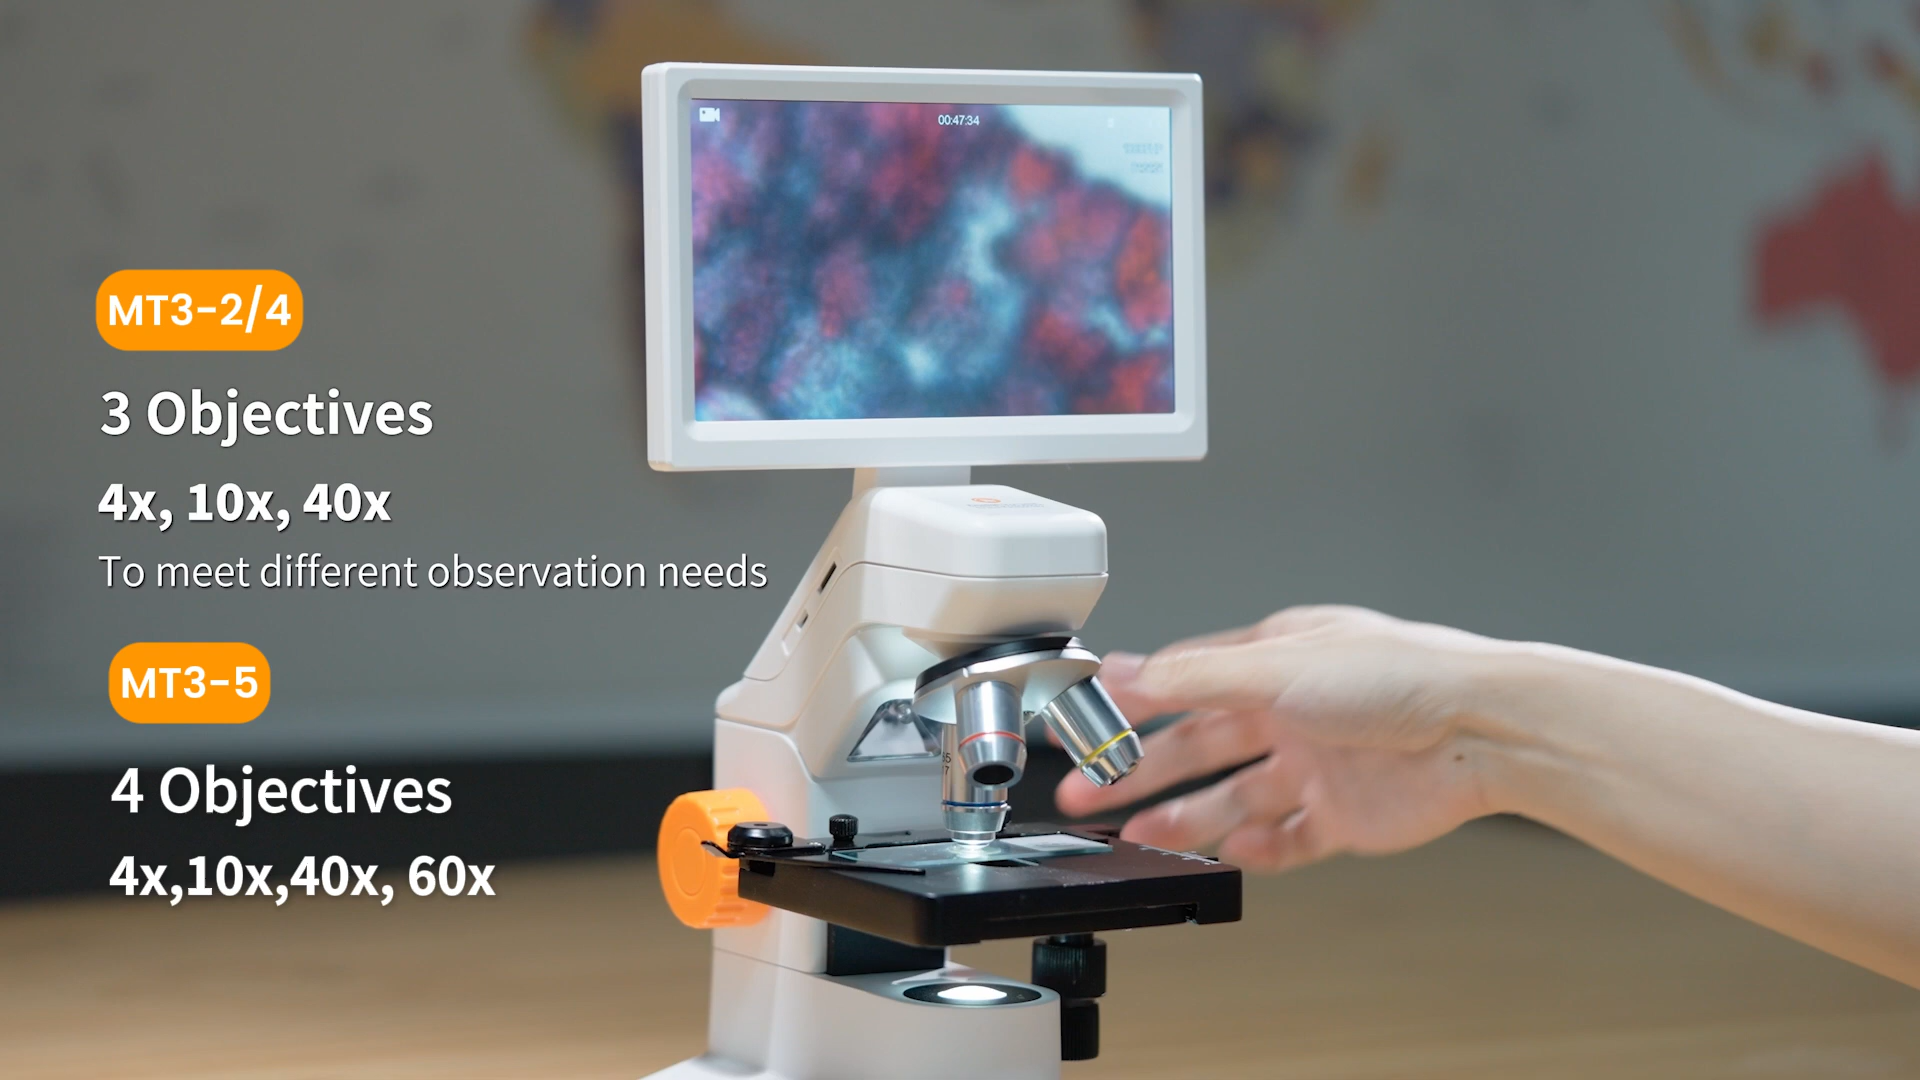 MT3-2/4
3 Objectives
4x, 10x, 40x
To meet different observation needs
MT3-5
4 Objectives
4x,10x,40x, 60x
00:47:34